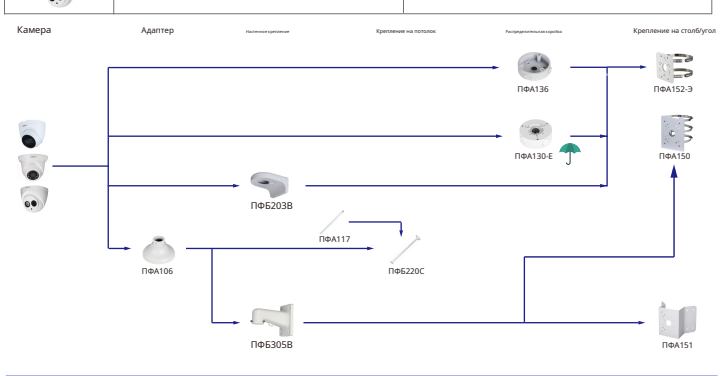 Камера
Адаптер
Настенное крепление
Крепление на потолок
Распределительная коробка
Крепление на столб/угол
ПФА136
ПФА152-Э
ПФА130-Е
ПФА150
ПФБ203В
ПФА117
ПФА106
ПФБ220С
ПФБ305В
ПФА151